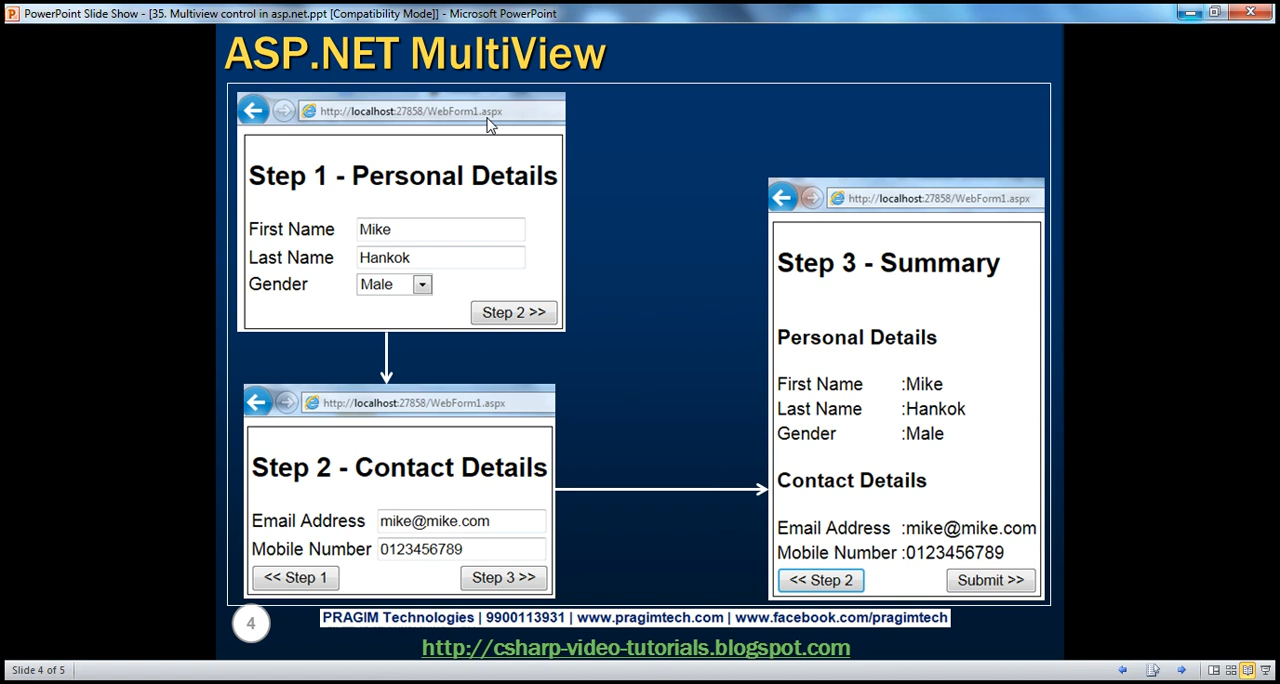 PowerPoint Slide Show - [35. Multiview control in asp.net.ppt [Compatibility Mode]] - Microsoft PowerPoint
ASP.NET MultiView
http://localhost:27858/WebForm1.aspx
Step 1 - Personal Details
First Name Mike
Last Name Hankok
Gender Male
Step 2 >>
http://localhost:27858/WebForm1.aspx
Step 2 - Contact Details
Email Address mike@mike.com
Mobile Number 0123456789
<< Step 1 Step 3 >>
http://localhost:27858/WebForm1.aspx
Step 3 - Summary
Personal Details
First Name :Mike
Last Name :Hankok
Gender :Male
Contact Details
Email Address :mike@mike.com
Mobile Number :0123456789
<< Step 2 Submit >>
4
PRAGIM Technologies | 9900113931 | www.pragimtech.com | www.facebook.com/pragimtech
http://csharp-video-tutorials.blogspot.com
Slide 4 of 5